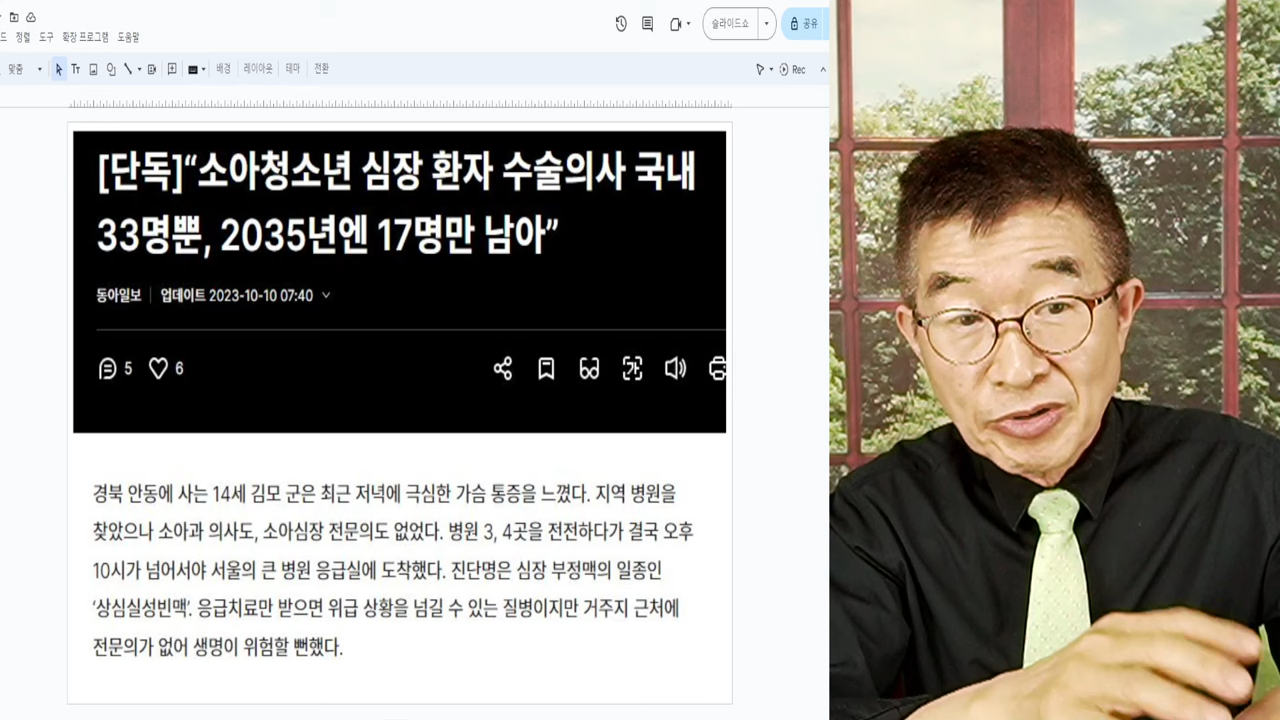 드 정렬 도구 확장 프로그램 도움말
슬라이드쇼
공유
맞춤
Tт
배경 레이아웃 테마 전환
Rec
[단독]“소아청소년 심장 환자 수술의사 국내
33명뿐, 2035년엔 17명만 남아”
동아일보 업데이트 2023-10-10 07:40
5 6
가
경북 안동에 사는 14세 김모 군은 최근 저녁에 극심한 가슴 통증을 느꼈다. 지역 병원을
찾았으나 소아과 의사도, 소아심장 전문의도 없었다. 병원 3, 4곳을 전전하다가 결국 오후
10시가 넘어서야 서울의 큰 병원 응급실에 도착했다. 진단명은 심장 부정맥의 일종인
‘상심실성빈맥’. 응급치료만 받으면 위급 상황을 넘길 수 있는 질병이지만 거주지 근처에
전문의가 없어 생명이 위험할 뻔했다.